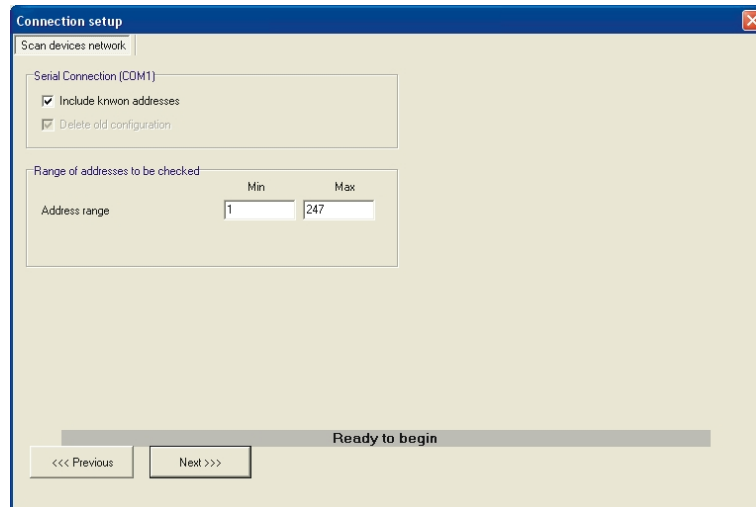 Connection setup
Scan devices network
Serial Connection (COM1)
Include knwon addresses
Delete old configuration
Range of addresses to be checked
Min Max
Address range 1 247
Ready to begin
<<< Previous Next >>>